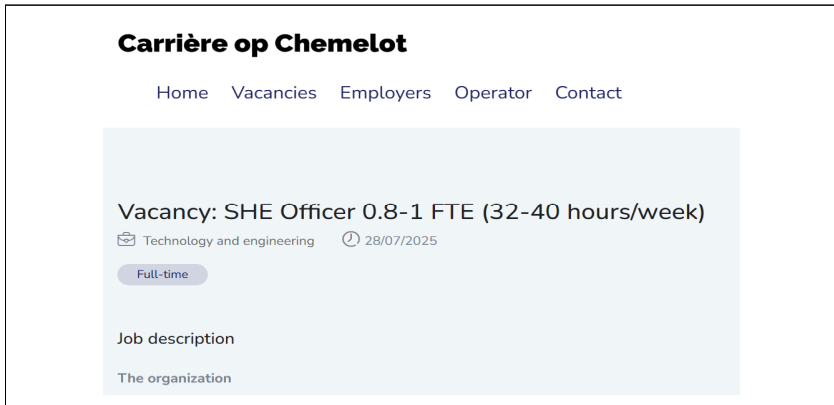 Carrière op Chemelot
Home Vacancies Employers Operator Contact
Vacancy: SHE Officer 0.8-1 FTE (32-40 hours/week)
Technology and engineering 28/07/2025
Full-time
Job description
The organization